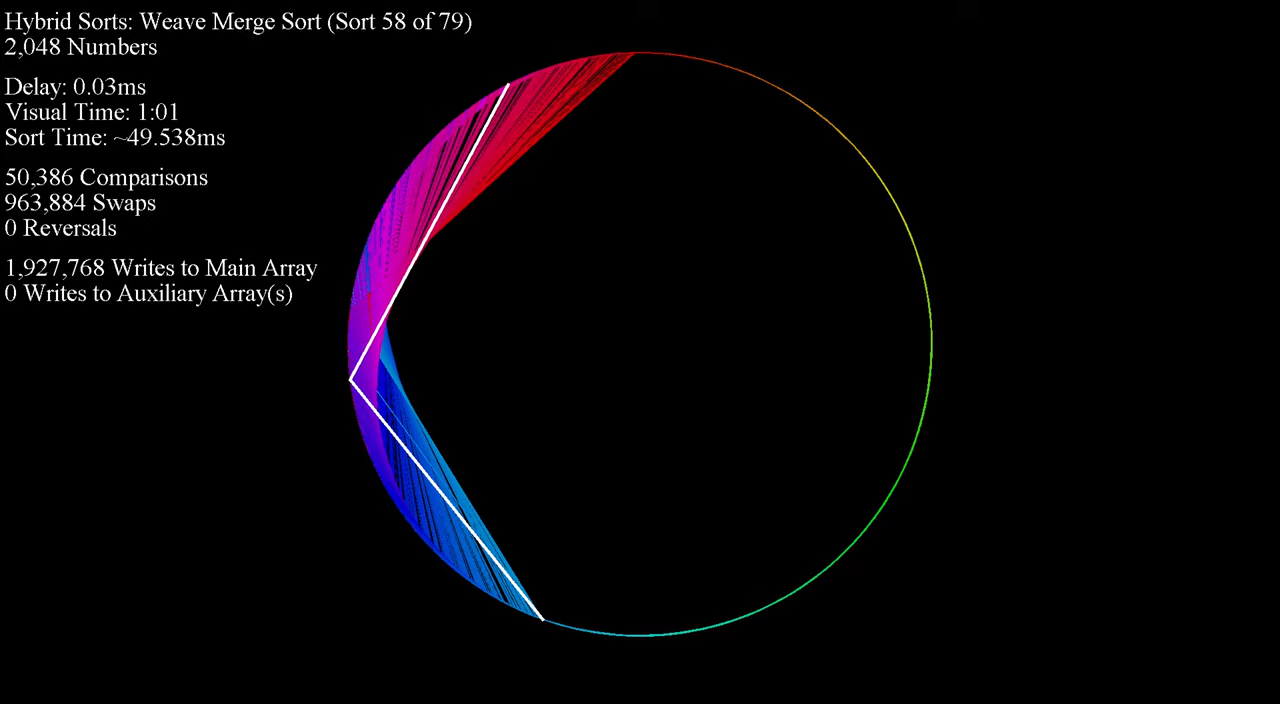 Hybrid Sorts: Weave Merge Sort (Sort 58 of 79)
2,048 Numbers
Delay: 0.03ms
Visual Time: 1:01
Sort Time: ~49.538ms
50,386 Comparisons
963,884 Swaps
0 Reversals
1,927,768 Writes to Main Array
0 Writes to Auxiliary Array(s)